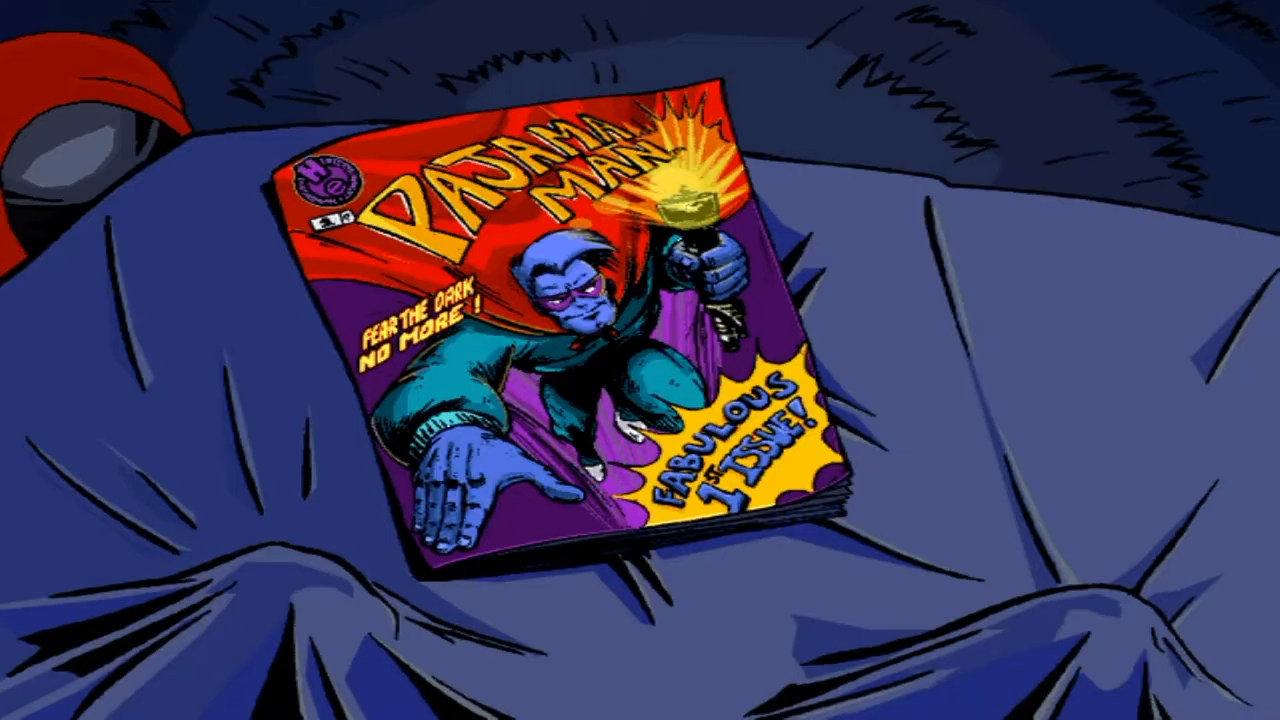 PAJAMA
MAN
FEAR THE DARK
NO MORE!
FABULOUS
1ST ISSUE!